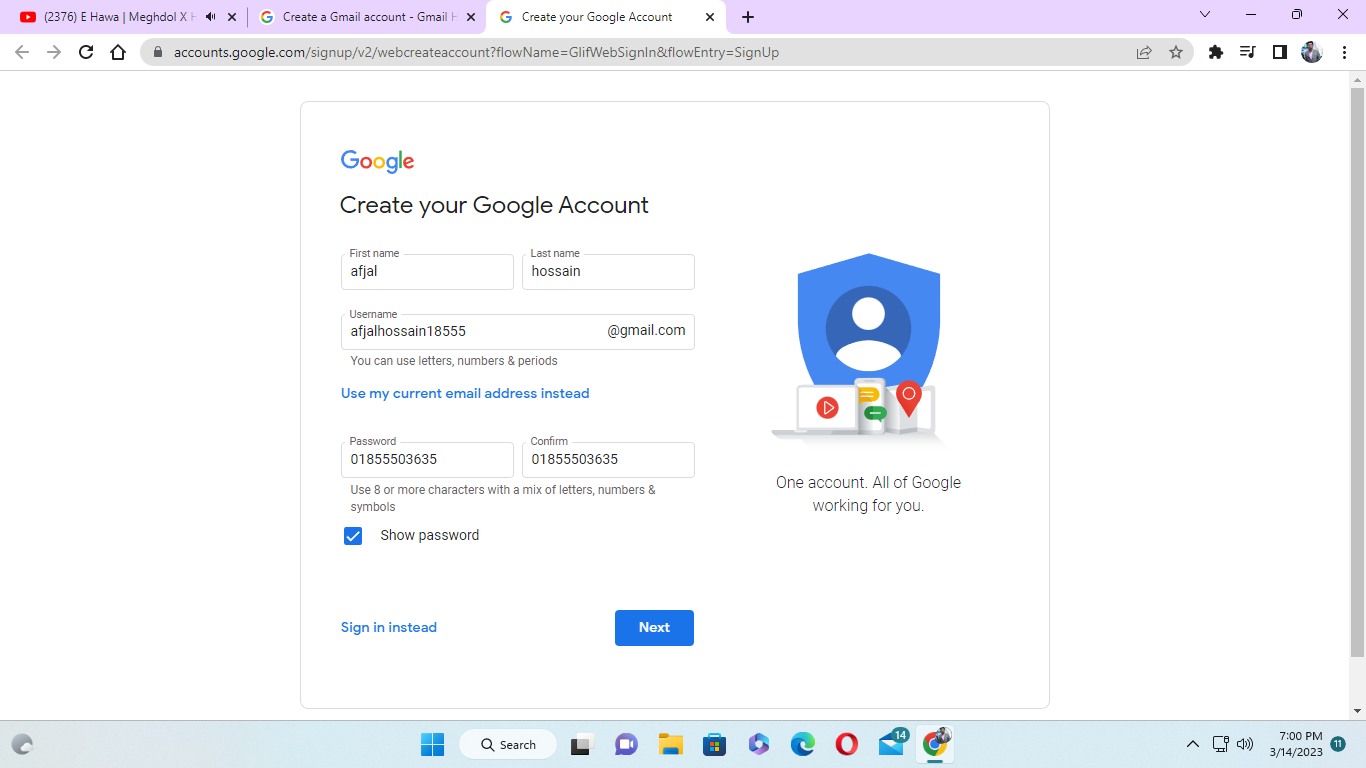 (2376) E Hawa | Meghdol X H
Create a Gmail account - Gmail H
Create your Google Account
accounts.google.com/signup/v2/webcreateaccount?flowName=GlifWebSignIn&flowEntry=SignUp
Google
Create your Google Account
First name
Last name
afjal
hossain
Username
afjalhossain18555
@gmail.com
You can use letters, numbers & periods
Use my current email address instead
Password
Confirm
01855503635
01855503635
Use 8 or more characters with a mix of letters, numbers &
symbols
Show password
One account. All of Google
working for you.
Sign in instead
Next
Search
14
7:00 PM
3/14/2023
11